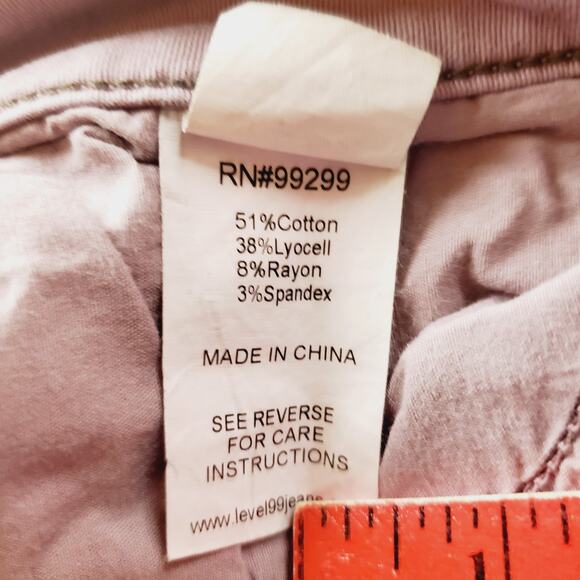 RN#99299
51%Cotton
38%Lyocell
8%Rayon
3%Spandex
MADE IN CHINA
SEE REVERSE
FOR CARE
INSTRUCTIONS
www.level99jeans
1